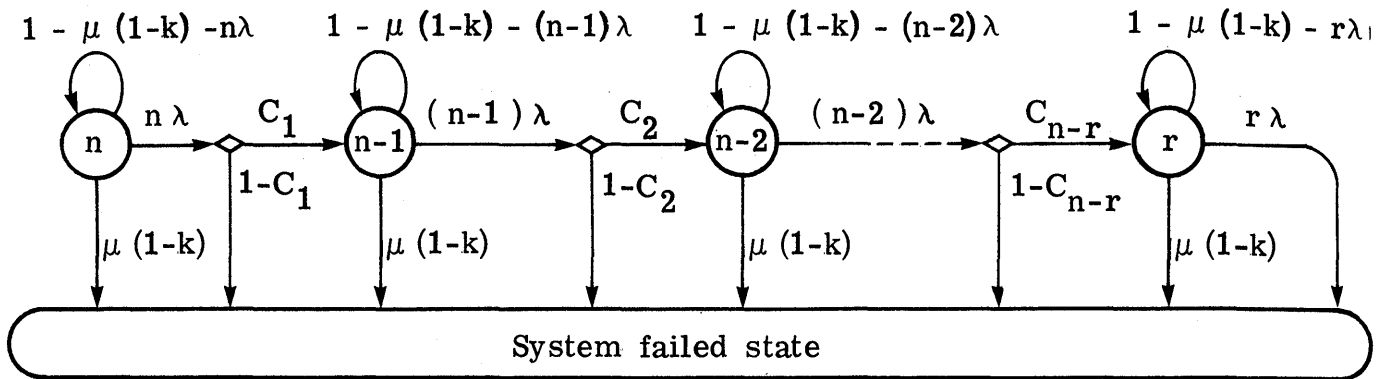 1 - μ (1-k) -nλ 1 - μ (1-k) - (n-1) λ 1 - μ (1-k) - (n-2) λ 1 - μ (1-k) - rλ
n λ C1 (n-1) λ C2 (n-2) λ Cn-r r λ
n n-1 n-2 r
1-C1 1-C2 1-Cn-r
μ (1-k) μ (1-k) μ (1-k) μ (1-k)
System failed state